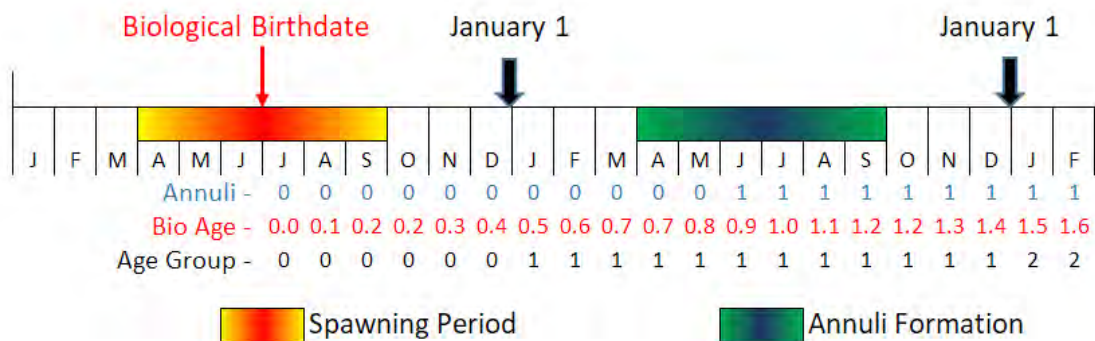 Biological Birthdate January 1 January 1
J F M A M J J A S O N D J F M A M J J A S O N D J F
Annuli - 0 0 0 0 0 0 0 0 0 0 0 1 1 1 1 1 1 1 1 1
Bio Age - 0.0 0.1 0.2 0.2 0.3 0.4 0.5 0.6 0.7 0.7 0.8 0.9 1.0 1.1 1.2 1.2 1.3 1.4 1.5 1.6
Age Group - 0 0 0 0 0 0 1 1 1 1 1 1 1 1 1 1 1 1 2 2
Spawning Period Annuli Formation